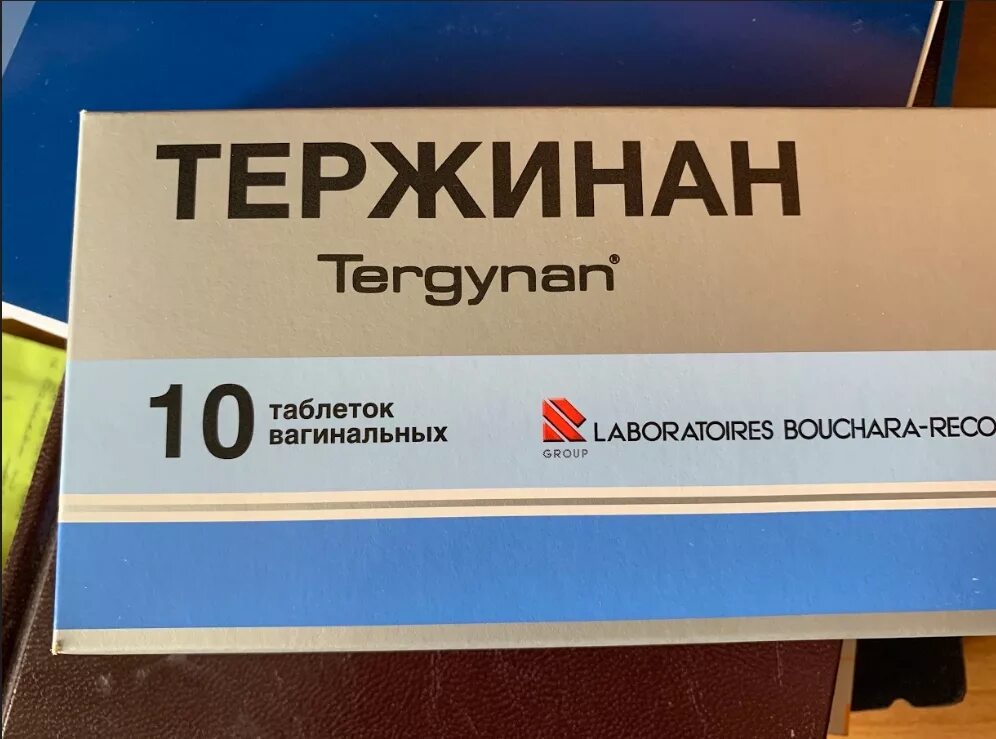 ТЕРЖИНАН
Tergynan®
10 таблеток
вагинальных
LABORATOIRES BOUCHARA-RECO
GROUP